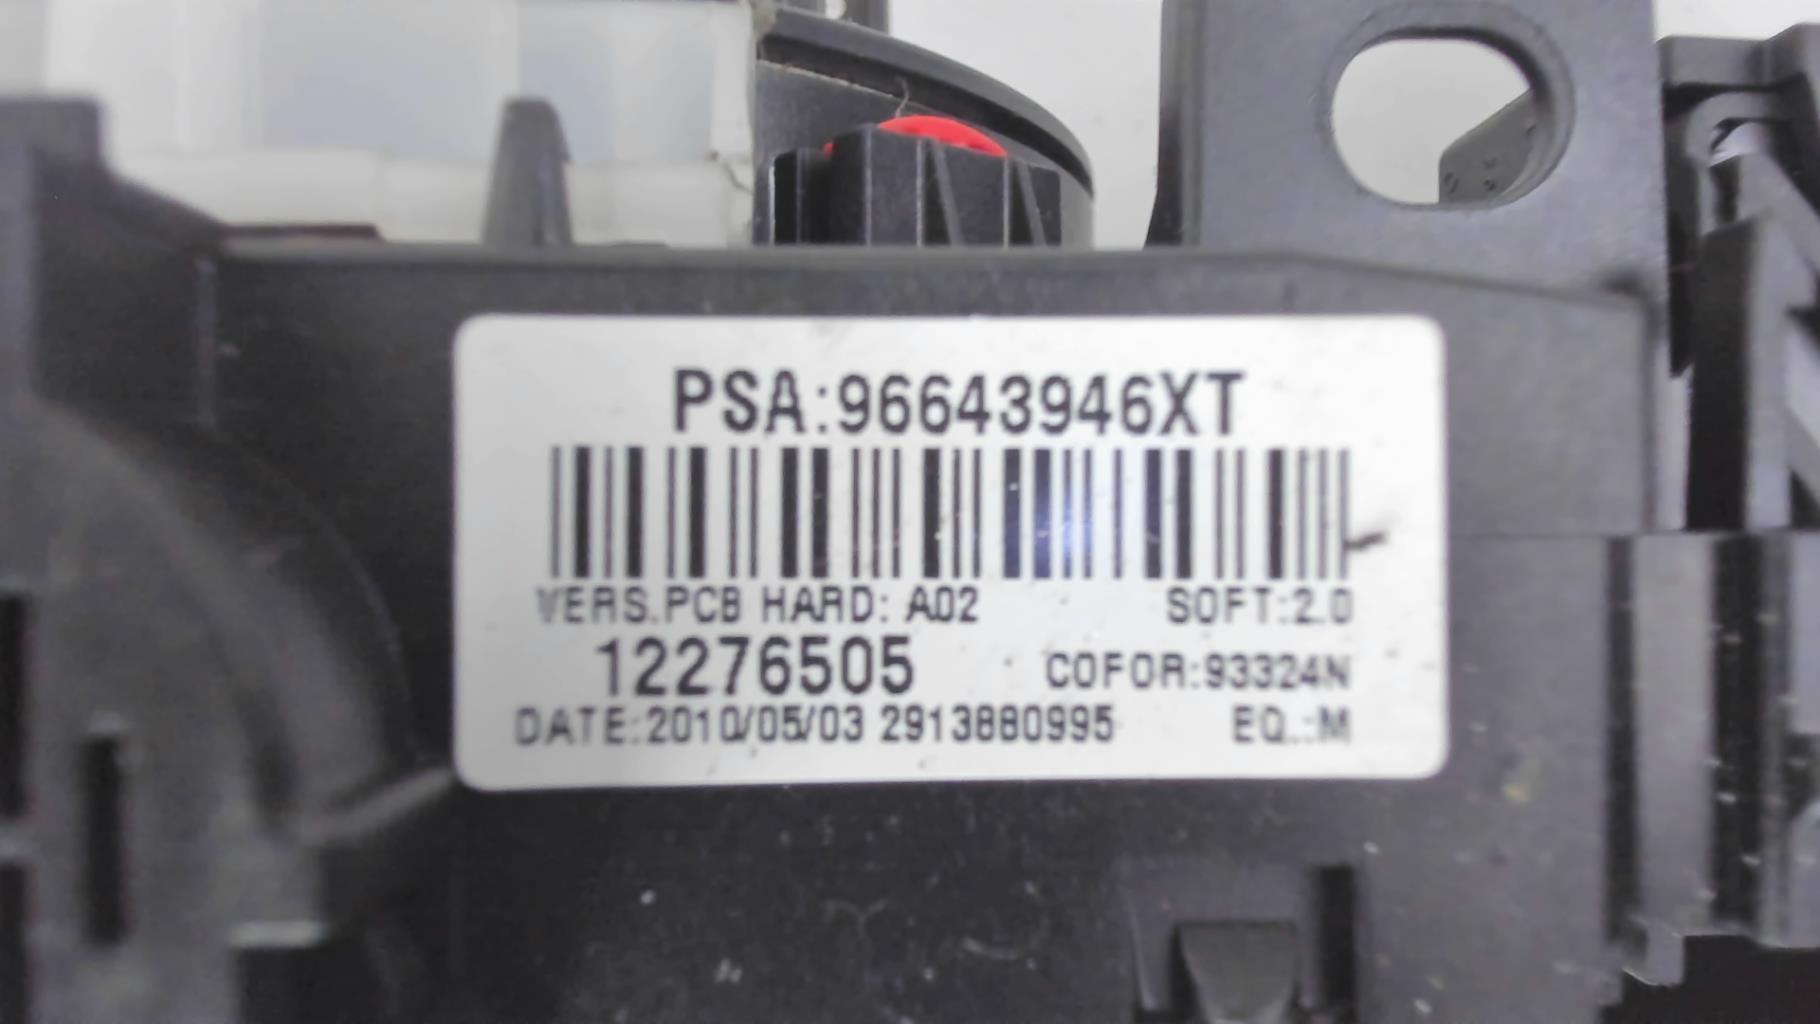 PSA:96643946XT
VERS.PCB HARD: A02 SOFT:2.0
12276505 COFOR:93324N
DATE:2010/05/03 2913880995 EQ.:M